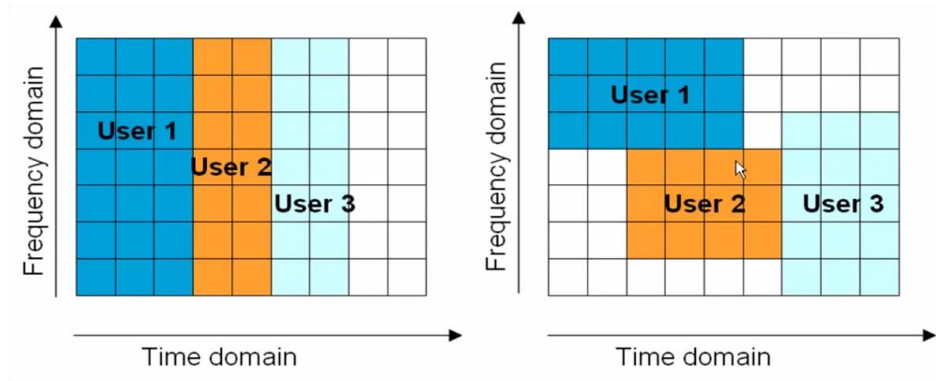 Frequency domain
User 1
User 2
User 3
Time domain
Frequency domain
User 1
User 2
User 3
Time domain